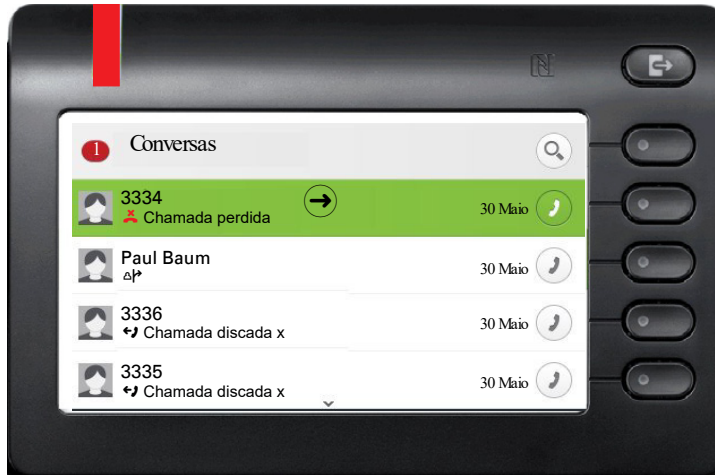 1 Conversas
3334
Chamada perdida
30 Maio
Paul Baum
30 Maio
3336
Chamada discada x
30 Maio
3335
Chamada discada x
30 Maio